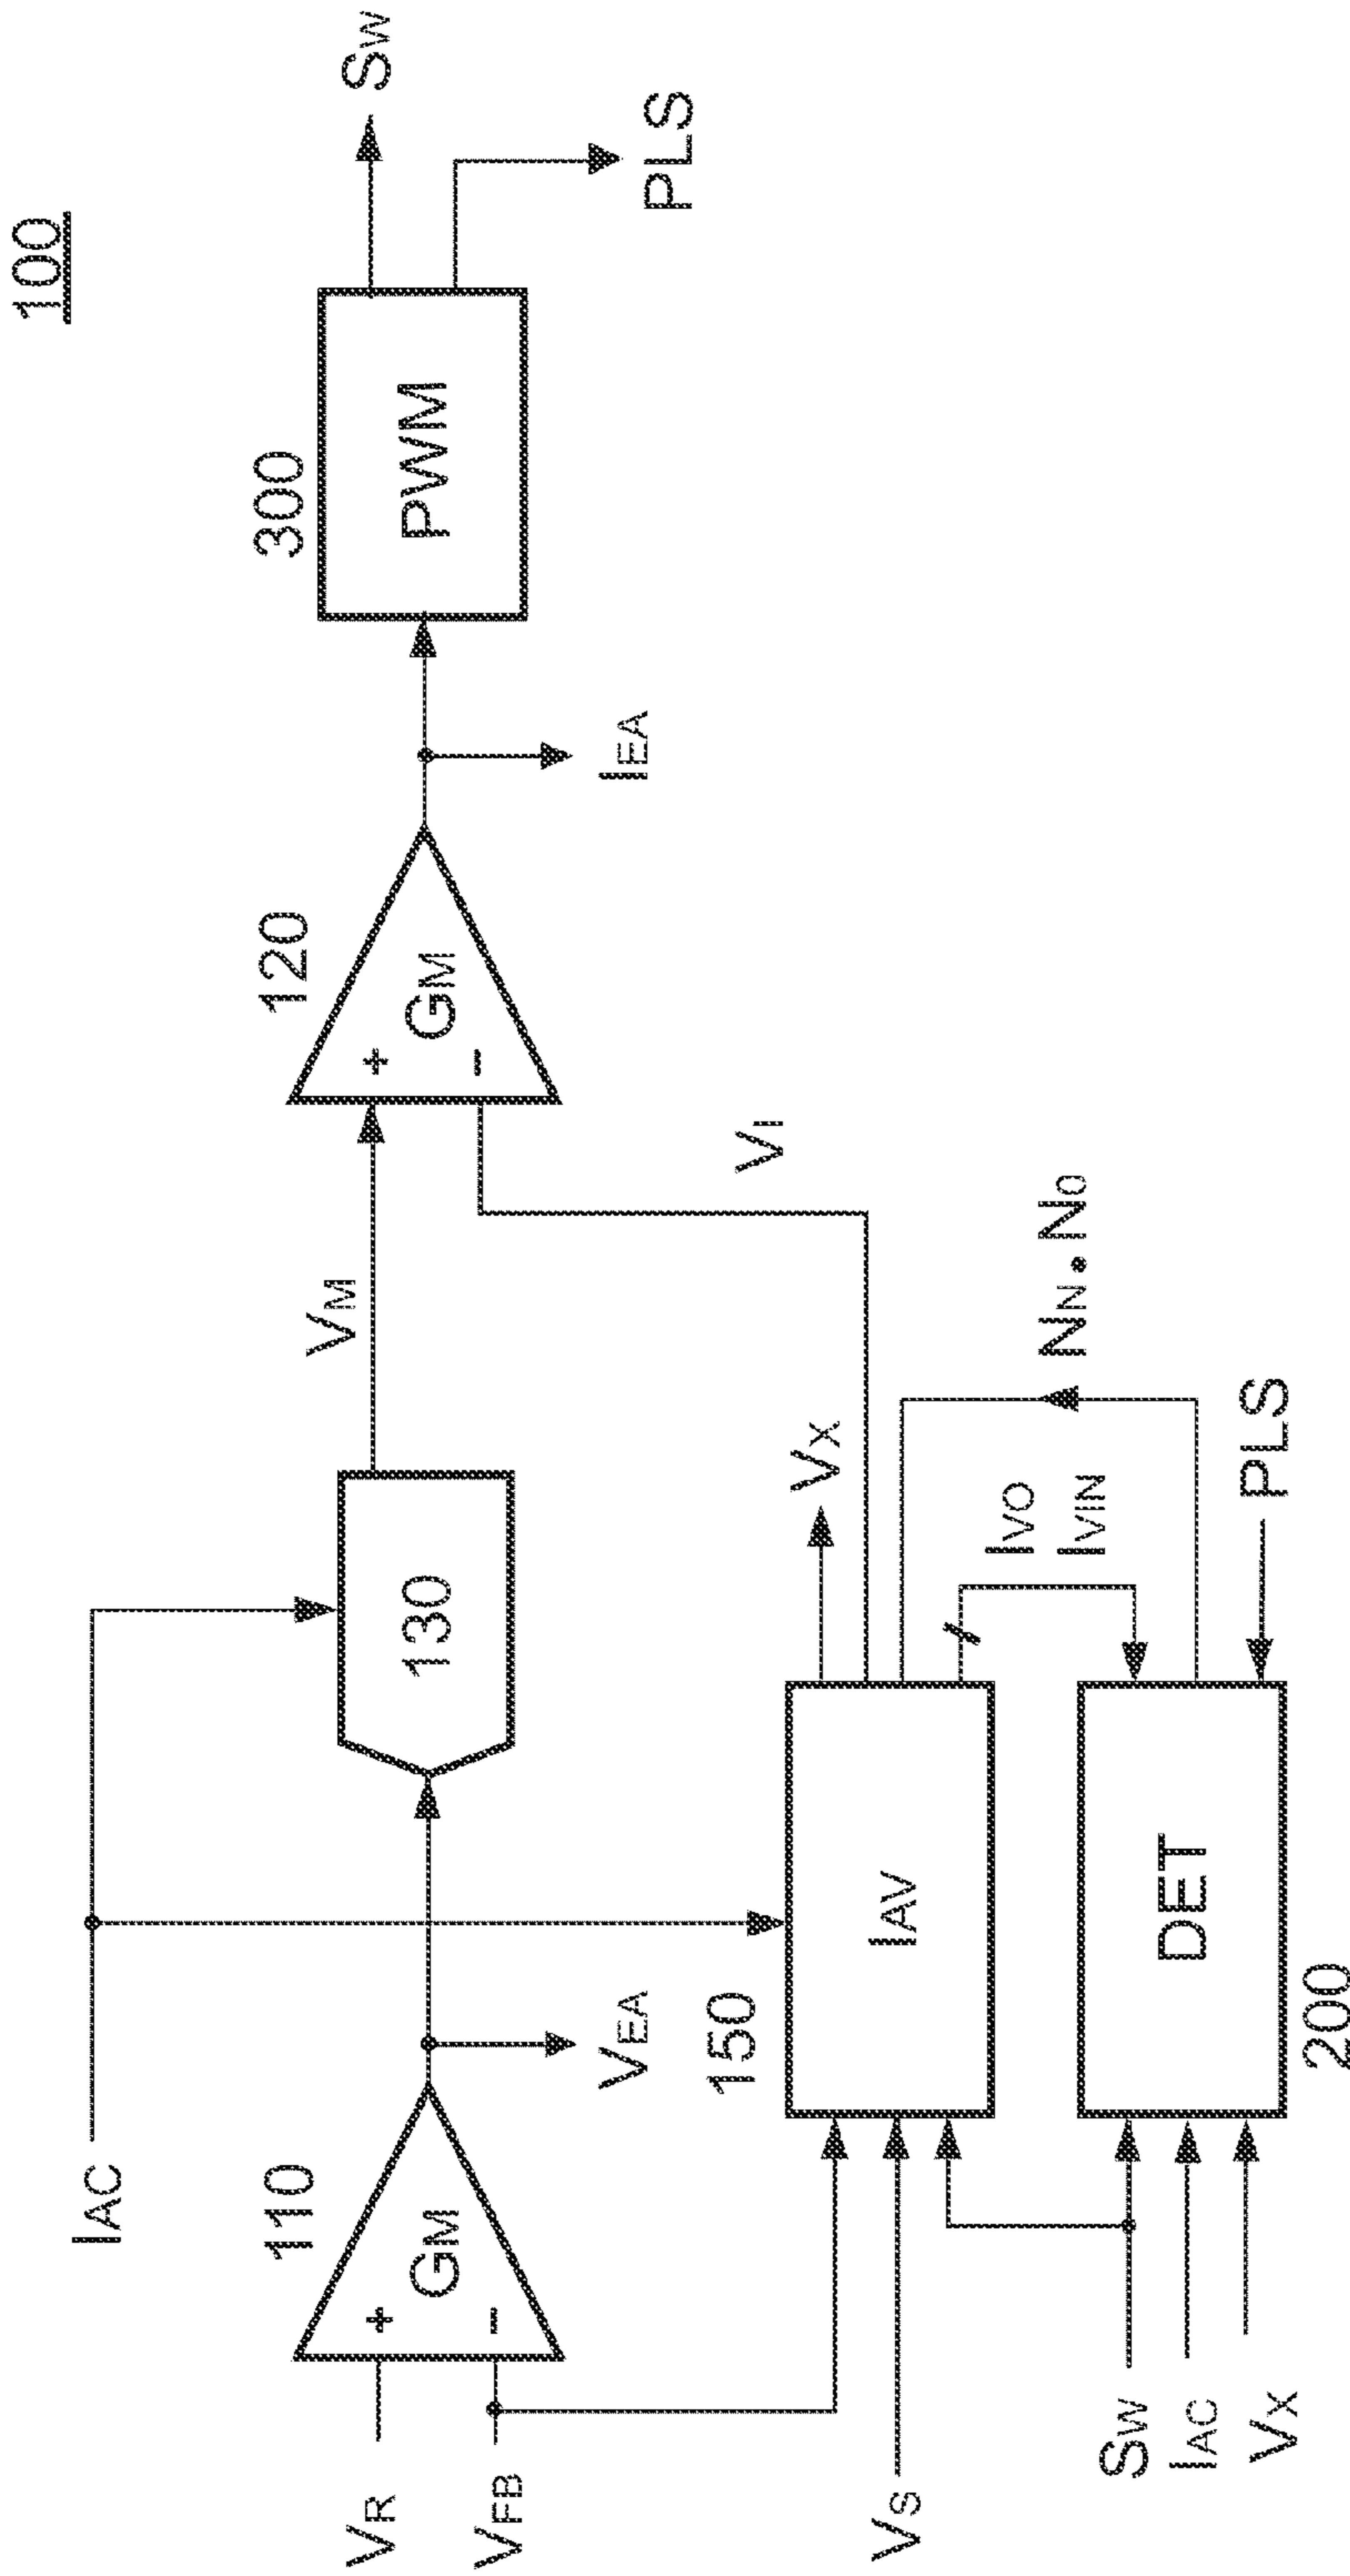 100
IAC
110
VR
VFB
+
−
GM
VEA
130
VM
120
+
−
GM
IEA
300
PWM
SW
PLS
VI
150
IAV
VS
VX
NN•N0
IVO
IVIN
DET
200
SW
IAC
VX
PLS